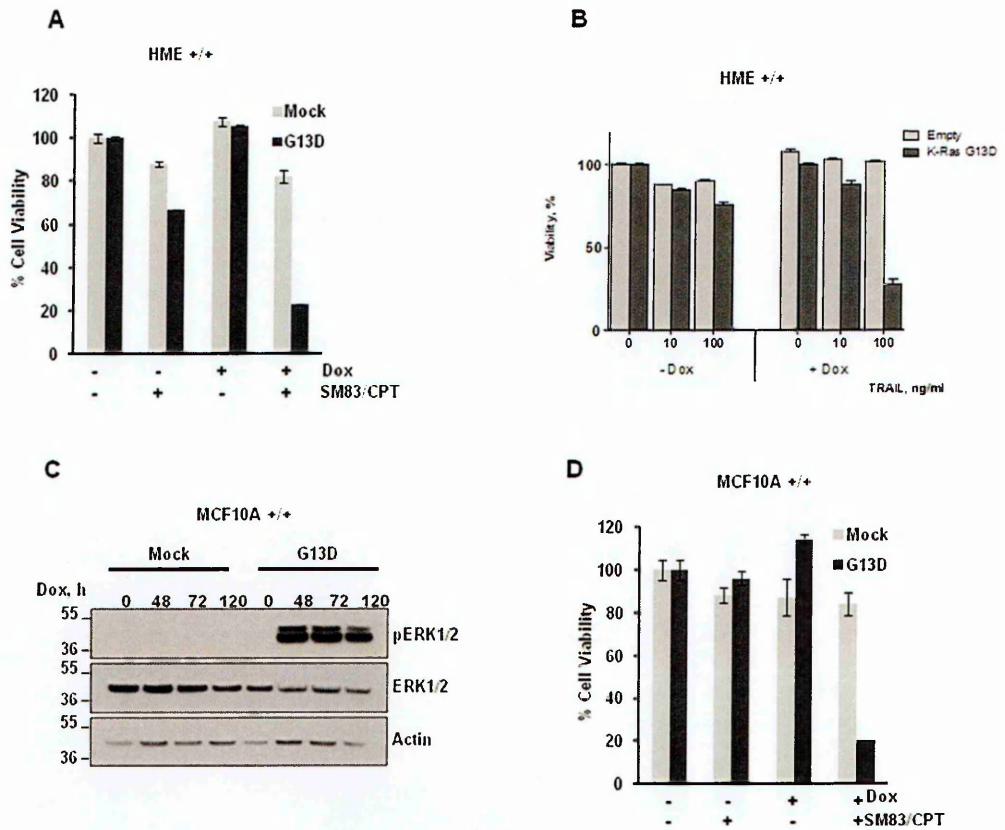 A
HME +/+
120
100
80
60
40
20
0
% Cell Viability
Mock
G13D
- - + + Dox
- + - + SM83/CPT
B
HME +/+
Empty
K-Ras G13D
100
50
0
Viability, %
0 10 100 0 10 100
- Dox + Dox
TRAIL, ng/ml
C
MCF10A +/+
Mock G13D
Dox, h 0 48 72 120 0 48 72 120
55
36
pERK1/2
55
36
ERK1/2
55
36
Actin
D
MCF10A +/+
120
100
80
60
40
20
0
% Cell Viability
Mock
G13D
- - + +Dox
- + - +SM83/CPT